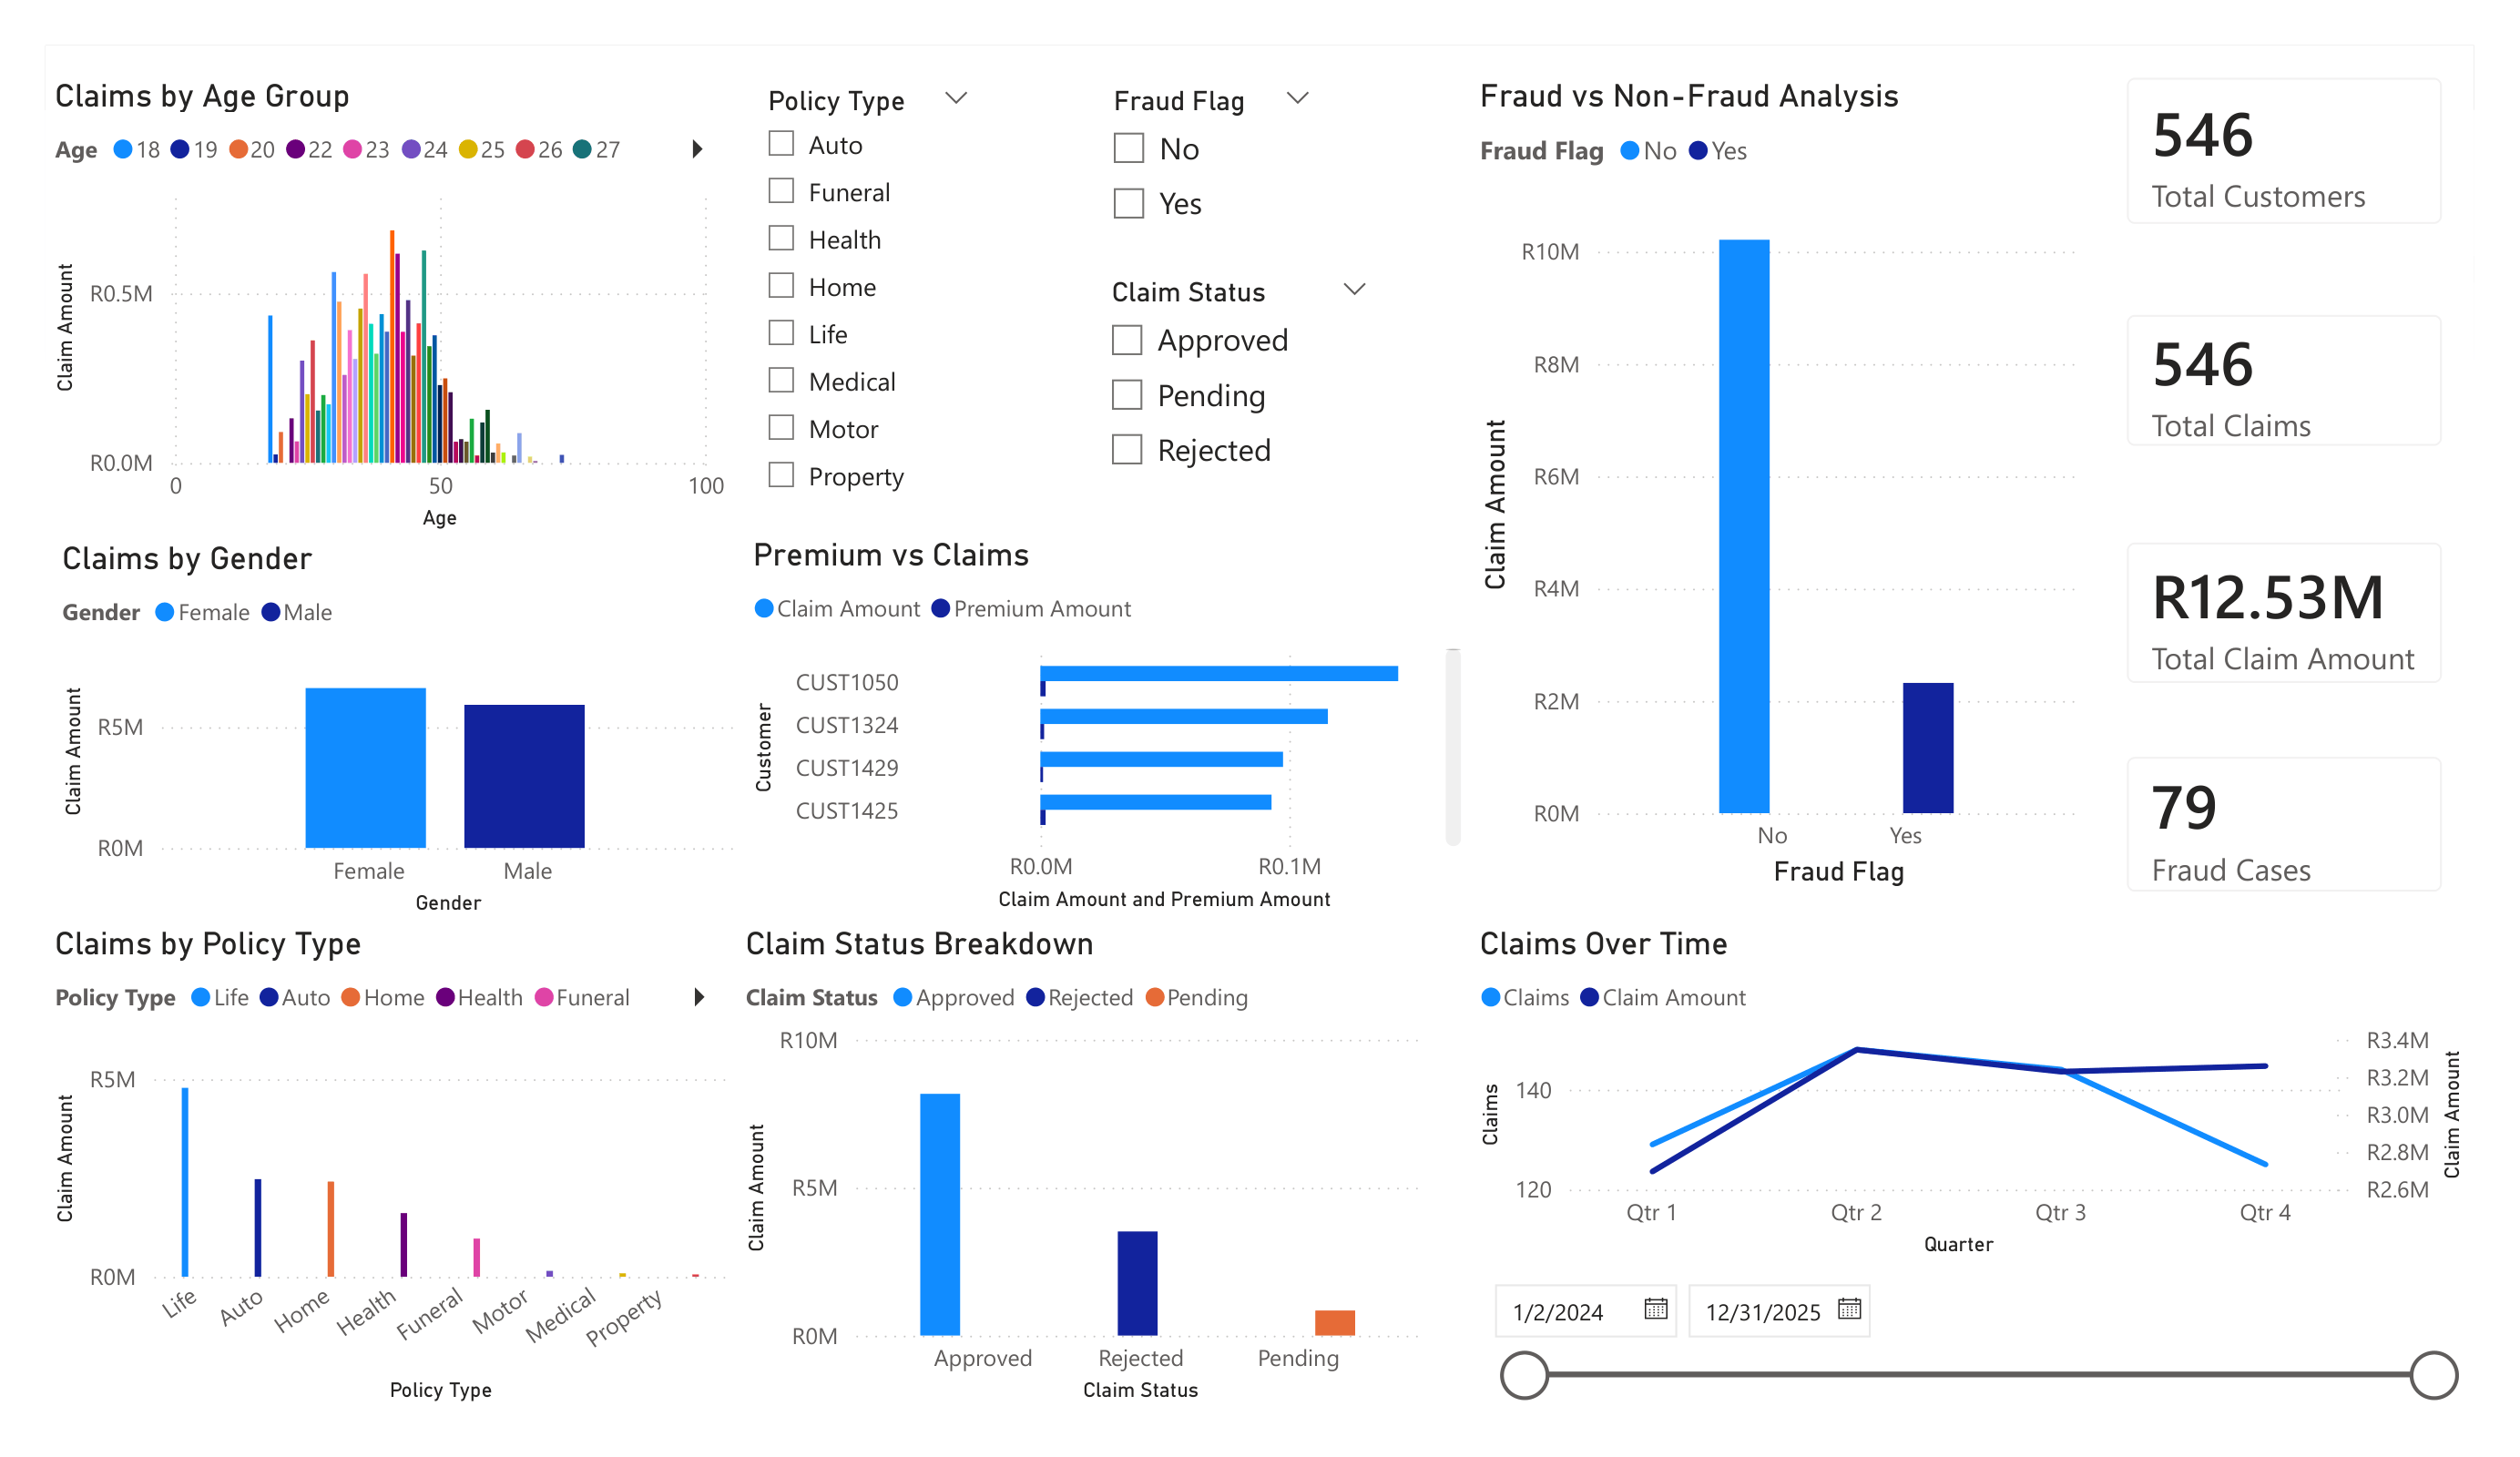 Claims by Age Group
Age 18 19 20 22 23 24 25 26 27
Claim Amount
R0.5M
R0.0M
0 50 100
Age
Policy Type
Auto
Funeral
Health
Home
Life
Medical
Motor
Property
Fraud Flag
No
Yes
Claim Status
Approved
Pending
Rejected
Fraud vs Non-Fraud Analysis
Fraud Flag No Yes
Claim Amount
R10M
R8M
R6M
R4M
R2M
R0M
No Yes
Fraud Flag
546
Total Customers
546
Total Claims
R12.53M
Total Claim Amount
79
Fraud Cases
Claims by Gender
Gender Female Male
Claim Amount
R5M
R0M
Female Male
Gender
Premium vs Claims
Claim Amount Premium Amount
Customer
CUST1050
CUST1324
CUST1429
CUST1425
R0.0M R0.1M
Claim Amount and Premium Amount
Claims by Policy Type
Policy Type Life Auto Home Health Funeral
Claim Amount
R5M
R0M
Life Auto Home Health Funeral Motor Medical Property
Policy Type
Claim Status Breakdown
Claim Status Approved Rejected Pending
Claim Amount
R10M
R5M
R0M
Approved Rejected Pending
Claim Status
Claims Over Time
Claims Claim Amount
Claims
140
120
R3.4M
R3.2M
R3.0M
R2.8M
R2.6M
Claim Amount
Qtr 1 Qtr 2 Qtr 3 Qtr 4
Quarter
1/2/2024 12/31/2025